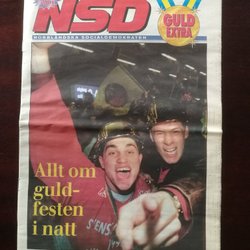 NSD
NORRLÄNDSKA SOCIALDEMOKRATEN
GULD
EXTRA
Allt om
guld-
festen
i natt